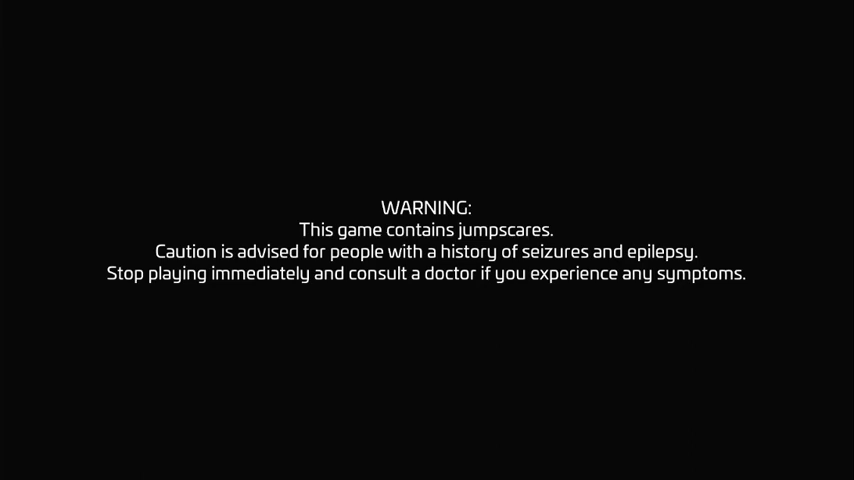 WARNING:
This game contains jumpscares.
Caution is advised for people with a history of seizures and epilepsy.
Stop playing immediately and consult a doctor if you experience any symptoms.